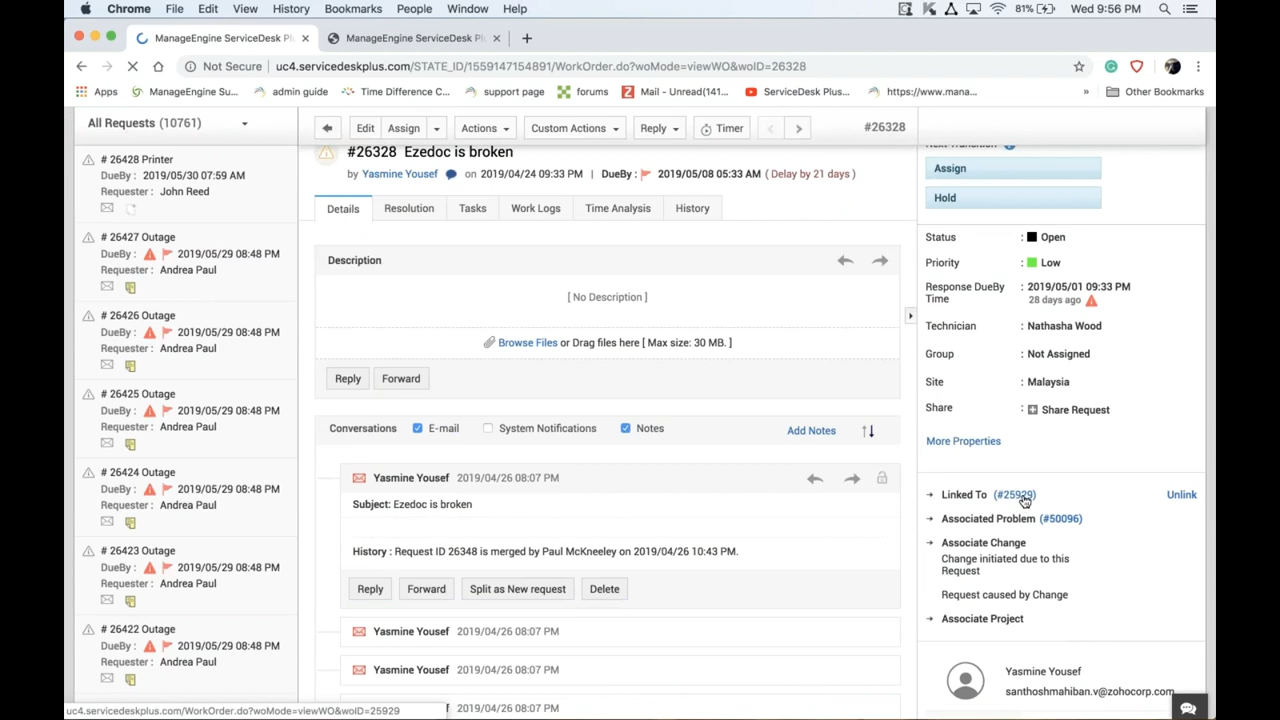 Chrome File Edit View History Bookmarks People Window Help 81% Wed 9:56 PM
ManageEngine ServiceDesk Plu ManageEngine ServiceDesk Plu
Not Secure uc4.servicedeskplus.com/STATE_ID/1559147154891/WorkOrder.do?woMode=viewWO&woID=26328
Apps ManageEngine Su... admin guide Time Difference C... support page forums Mail - Unread(141... ServiceDesk Plus... https://www.mana... » Other Bookmarks
All Requests (10761)
Edit Assign Actions Custom Actions Reply Timer #26328
# 26428 Printer
DueBy : 2019/05/30 07:59 AM
Requester : John Reed
# 26427 Outage
DueBy : 2019/05/29 08:48 PM
Requester : Andrea Paul
# 26426 Outage
DueBy : 2019/05/29 08:48 PM
Requester : Andrea Paul
# 26425 Outage
DueBy : 2019/05/29 08:48 PM
Requester : Andrea Paul
# 26424 Outage
DueBy : 2019/05/29 08:48 PM
Requester : Andrea Paul
# 26423 Outage
DueBy : 2019/05/29 08:48 PM
Requester : Andrea Paul
# 26422 Outage
DueBy : 2019/05/29 08:48 PM
Requester : Andrea Paul
#26328 Ezedoc is broken
by Yasmine Yousef on 2019/04/24 09:33 PM | DueBy : 2019/05/08 05:33 AM ( Delay by 21 days )
Details Resolution Tasks Work Logs Time Analysis History
Description
[ No Description ]
Browse Files or Drag files here [ Max size: 30 MB. ]
Reply Forward
Conversations E-mail System Notifications Notes Add Notes
Yasmine Yousef 2019/04/26 08:07 PM
Subject: Ezedoc is broken
History : Request ID 26348 is merged by Paul McKneeley on 2019/04/26 10:43 PM.
Reply Forward Split as New request Delete
Yasmine Yousef 2019/04/26 08:07 PM
Yasmine Yousef 2019/04/26 08:07 PM
2019/04/26 08:07 PM
Next Transition
Assign
Hold
Status : Open
Priority : Low
Response DueBy Time : 2019/05/01 09:33 PM
28 days ago
Technician : Nathasha Wood
Group : Not Assigned
Site : Malaysia
Share : Share Request
More Properties
Linked To (#25929) Unlink
Associated Problem (#50096)
Associate Change
Change initiated due to this
Request
Request caused by Change
Associate Project
Yasmine Yousef
santhoshmahiban.v@zohocorp.com
uc4.servicedeskplus.com/WorkOrder.do?woMode=viewWO&woID=25929